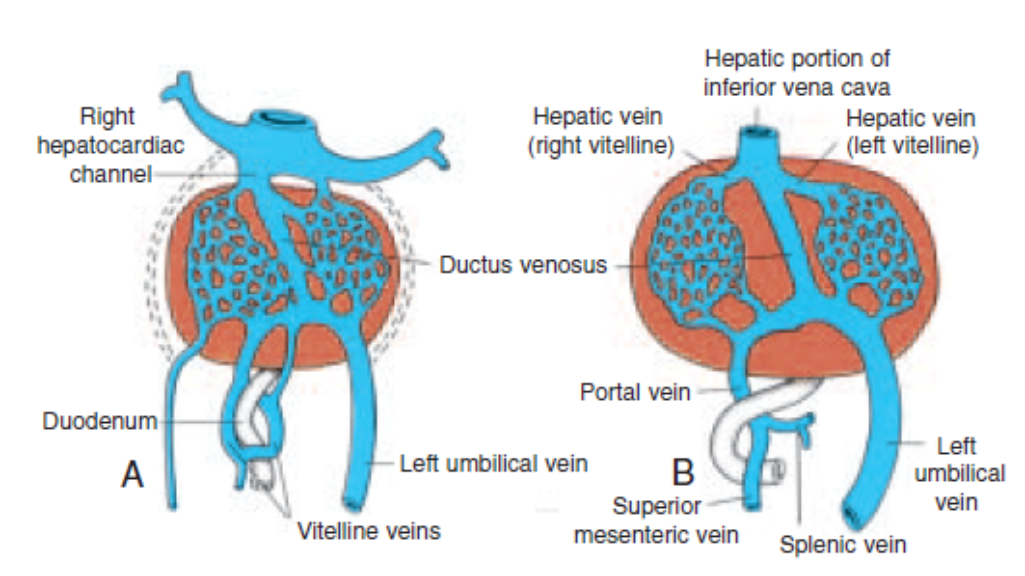 Right
hepatocardiac
channel
Duodenum
A
Vitelline veins
Left umbilical vein
Ductus venosus
Hepatic portion of
inferior vena cava
Hepatic vein
(right vitelline)
Hepatic vein
(left vitelline)
Portal vein
B
Superior
mesenteric vein
Splenic vein
Left
umbilical
vein